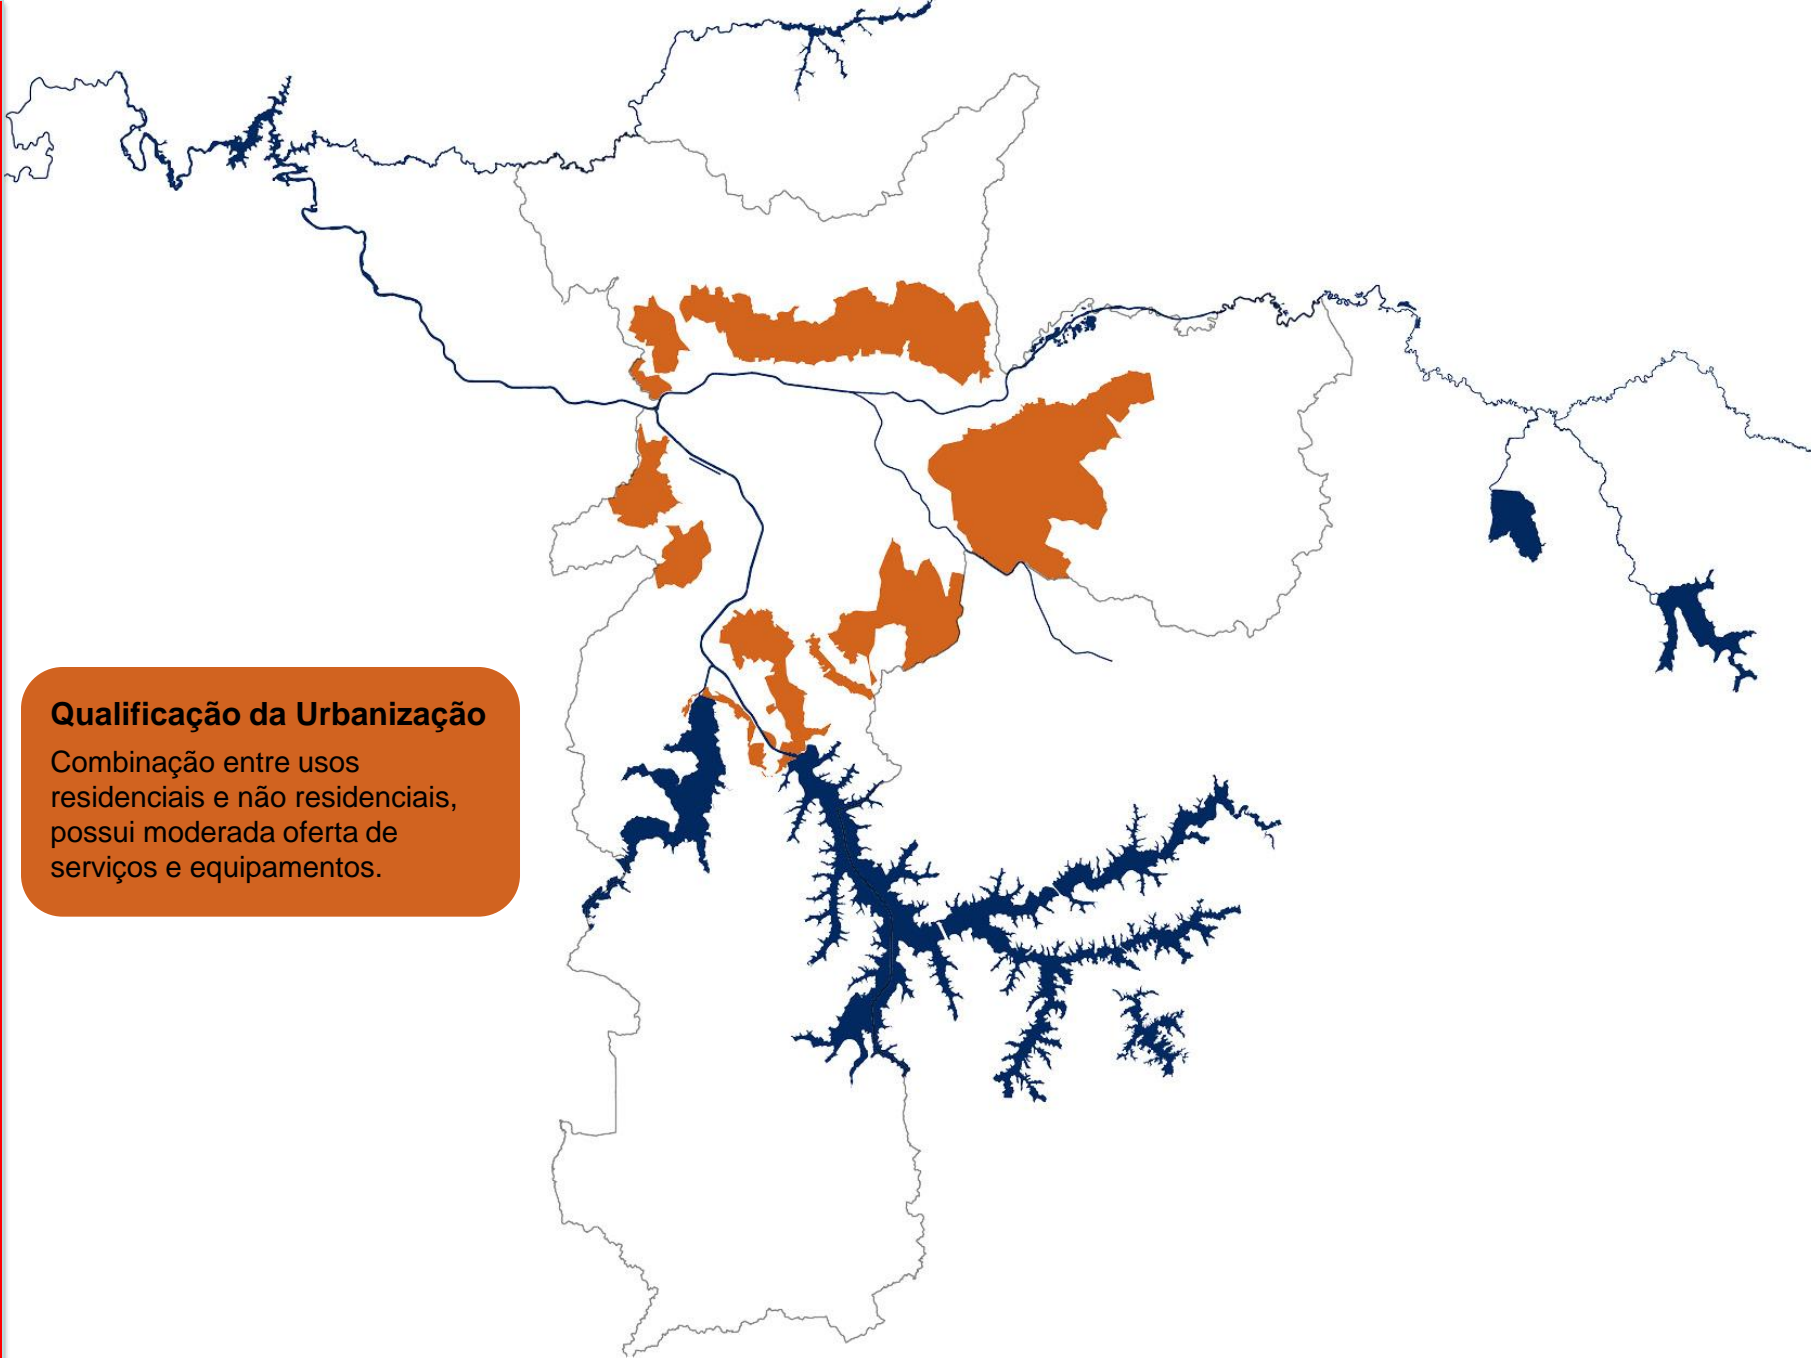 Qualificação da Urbanização
Combinação entre usos
residenciais e não residenciais,
possui moderada oferta de
serviços e equipamentos.